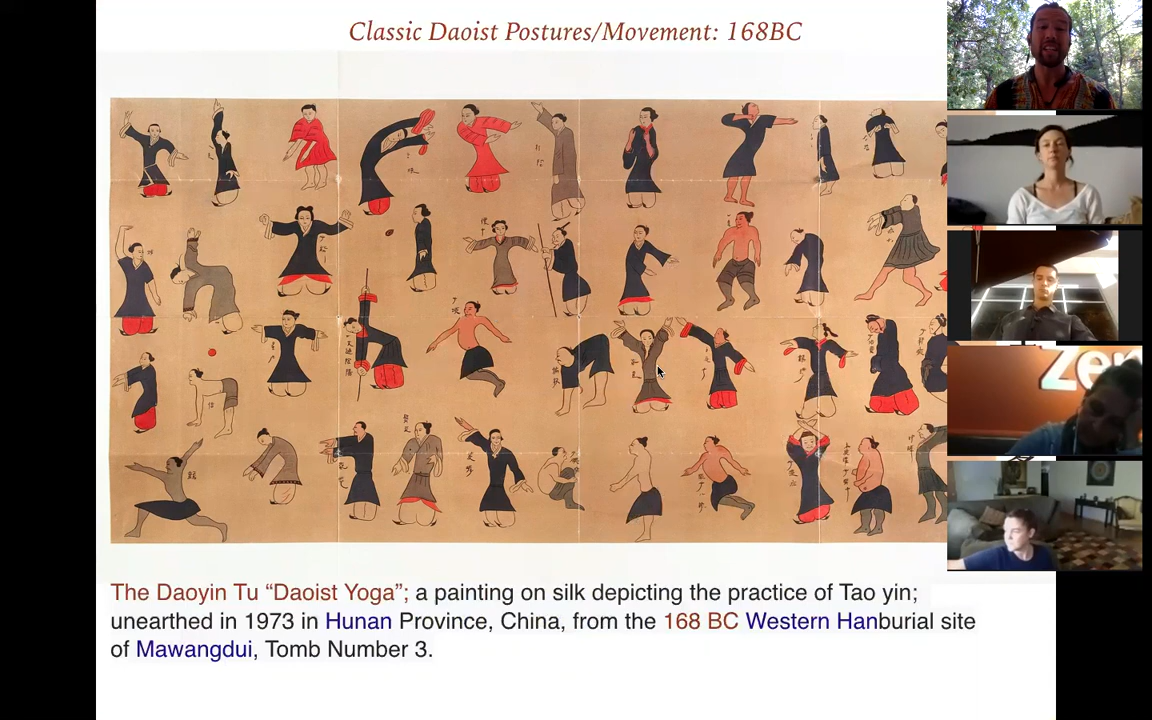 Classic Daoist Postures/Movement: 168BC
The Daoyin Tu “Daoist Yoga”; a painting on silk depicting the practice of Tao yin;
unearthed in 1973 in Hunan Province, China, from the 168 BC Western Hanburial site
of Mawangdui, Tomb Number 3.
Zen